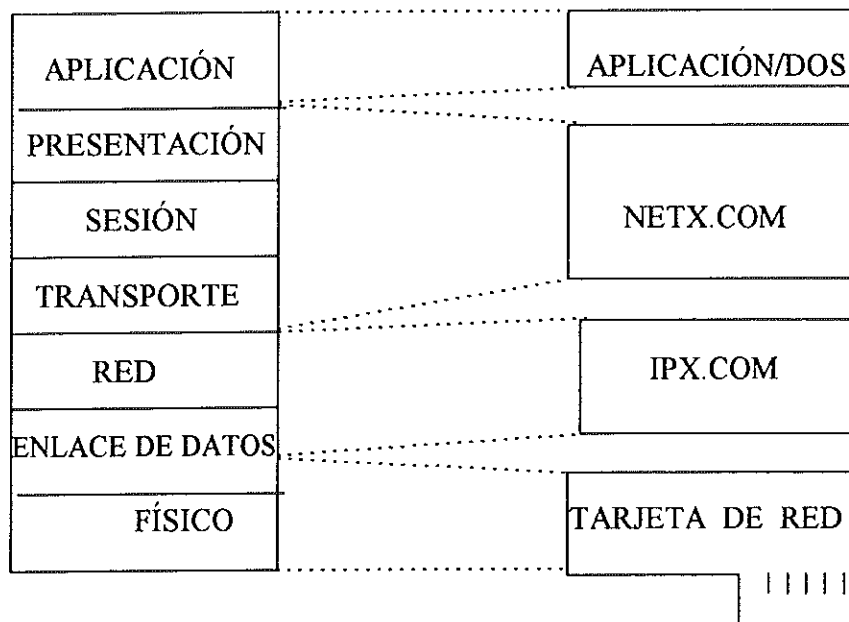 APLICACIÓN
PRESENTACIÓN
SESIÓN
TRANSPORTE
RED
ENLACE DE DATOS
FÍSICO
APLICACIÓN/DOS
NETX.COM
IPX.COM
TARJETA DE RED